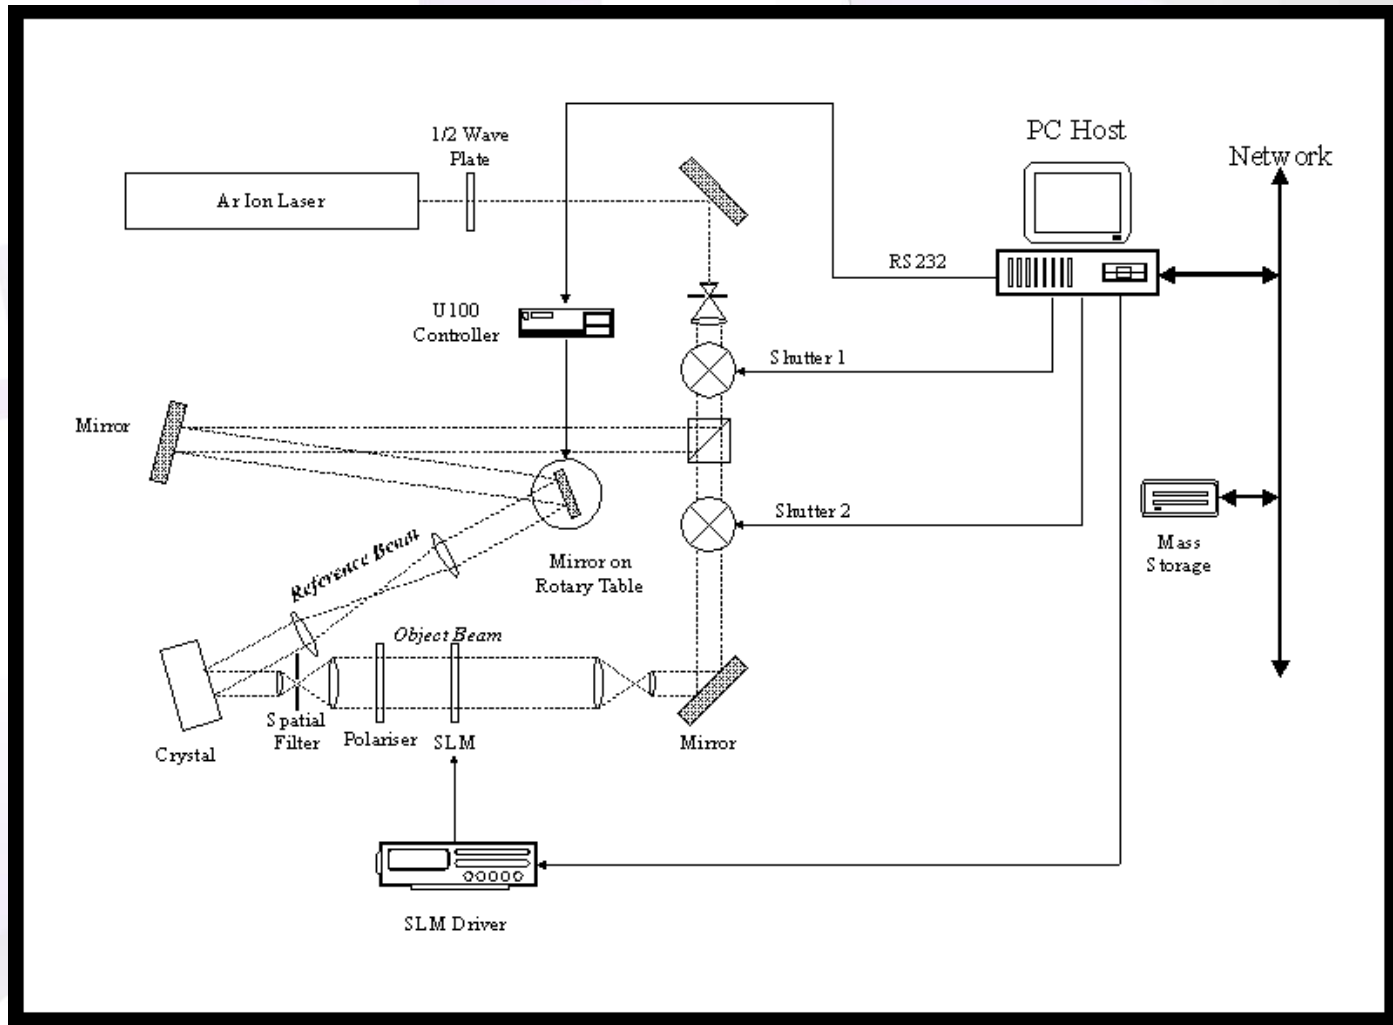 PC Host
1/2 Wave
Plate
Network
Ar Ion Laser
RS232
U100
Controller
Shutter 1
Mirror
Shutter 2
Mirror on
Rotary Table
Mass
Storage
Reference Beam
Object Beam
Spatial
Filter
Polariser
SLM
Mirror
Crystal
SLM Driver